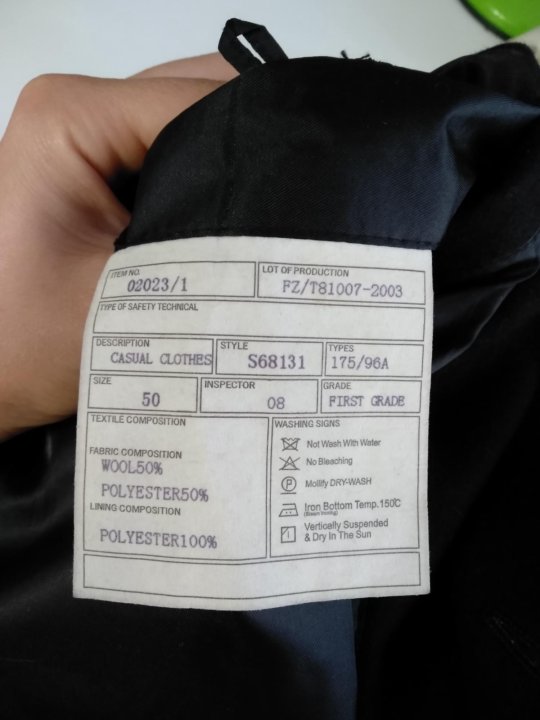 ITEM NO.
02023/1
LOT OF PRODUCTION
FZ/T81007-2003
TYPE OF SAFETY TECHNICAL
DESCRIPTION
CASUAL CLOTHES
STYLE
S68131
TYPES
175/96A
SIZE
50
INSPECTOR
08
GRADE
FIRST GRADE
TEXTILE COMPOSITION
FABRIC COMPOSITION
WOOL50%
POLYESTER50%
LINING COMPOSITION
POLYESTER100%
WASHING SIGNS
Not Wash With Water
No Bleaching
P
Mollify DRY-WASH
Iron Bottom Temp.150℃
(Steam Ironing)
Vertically Suspended
& Dry In The Sun